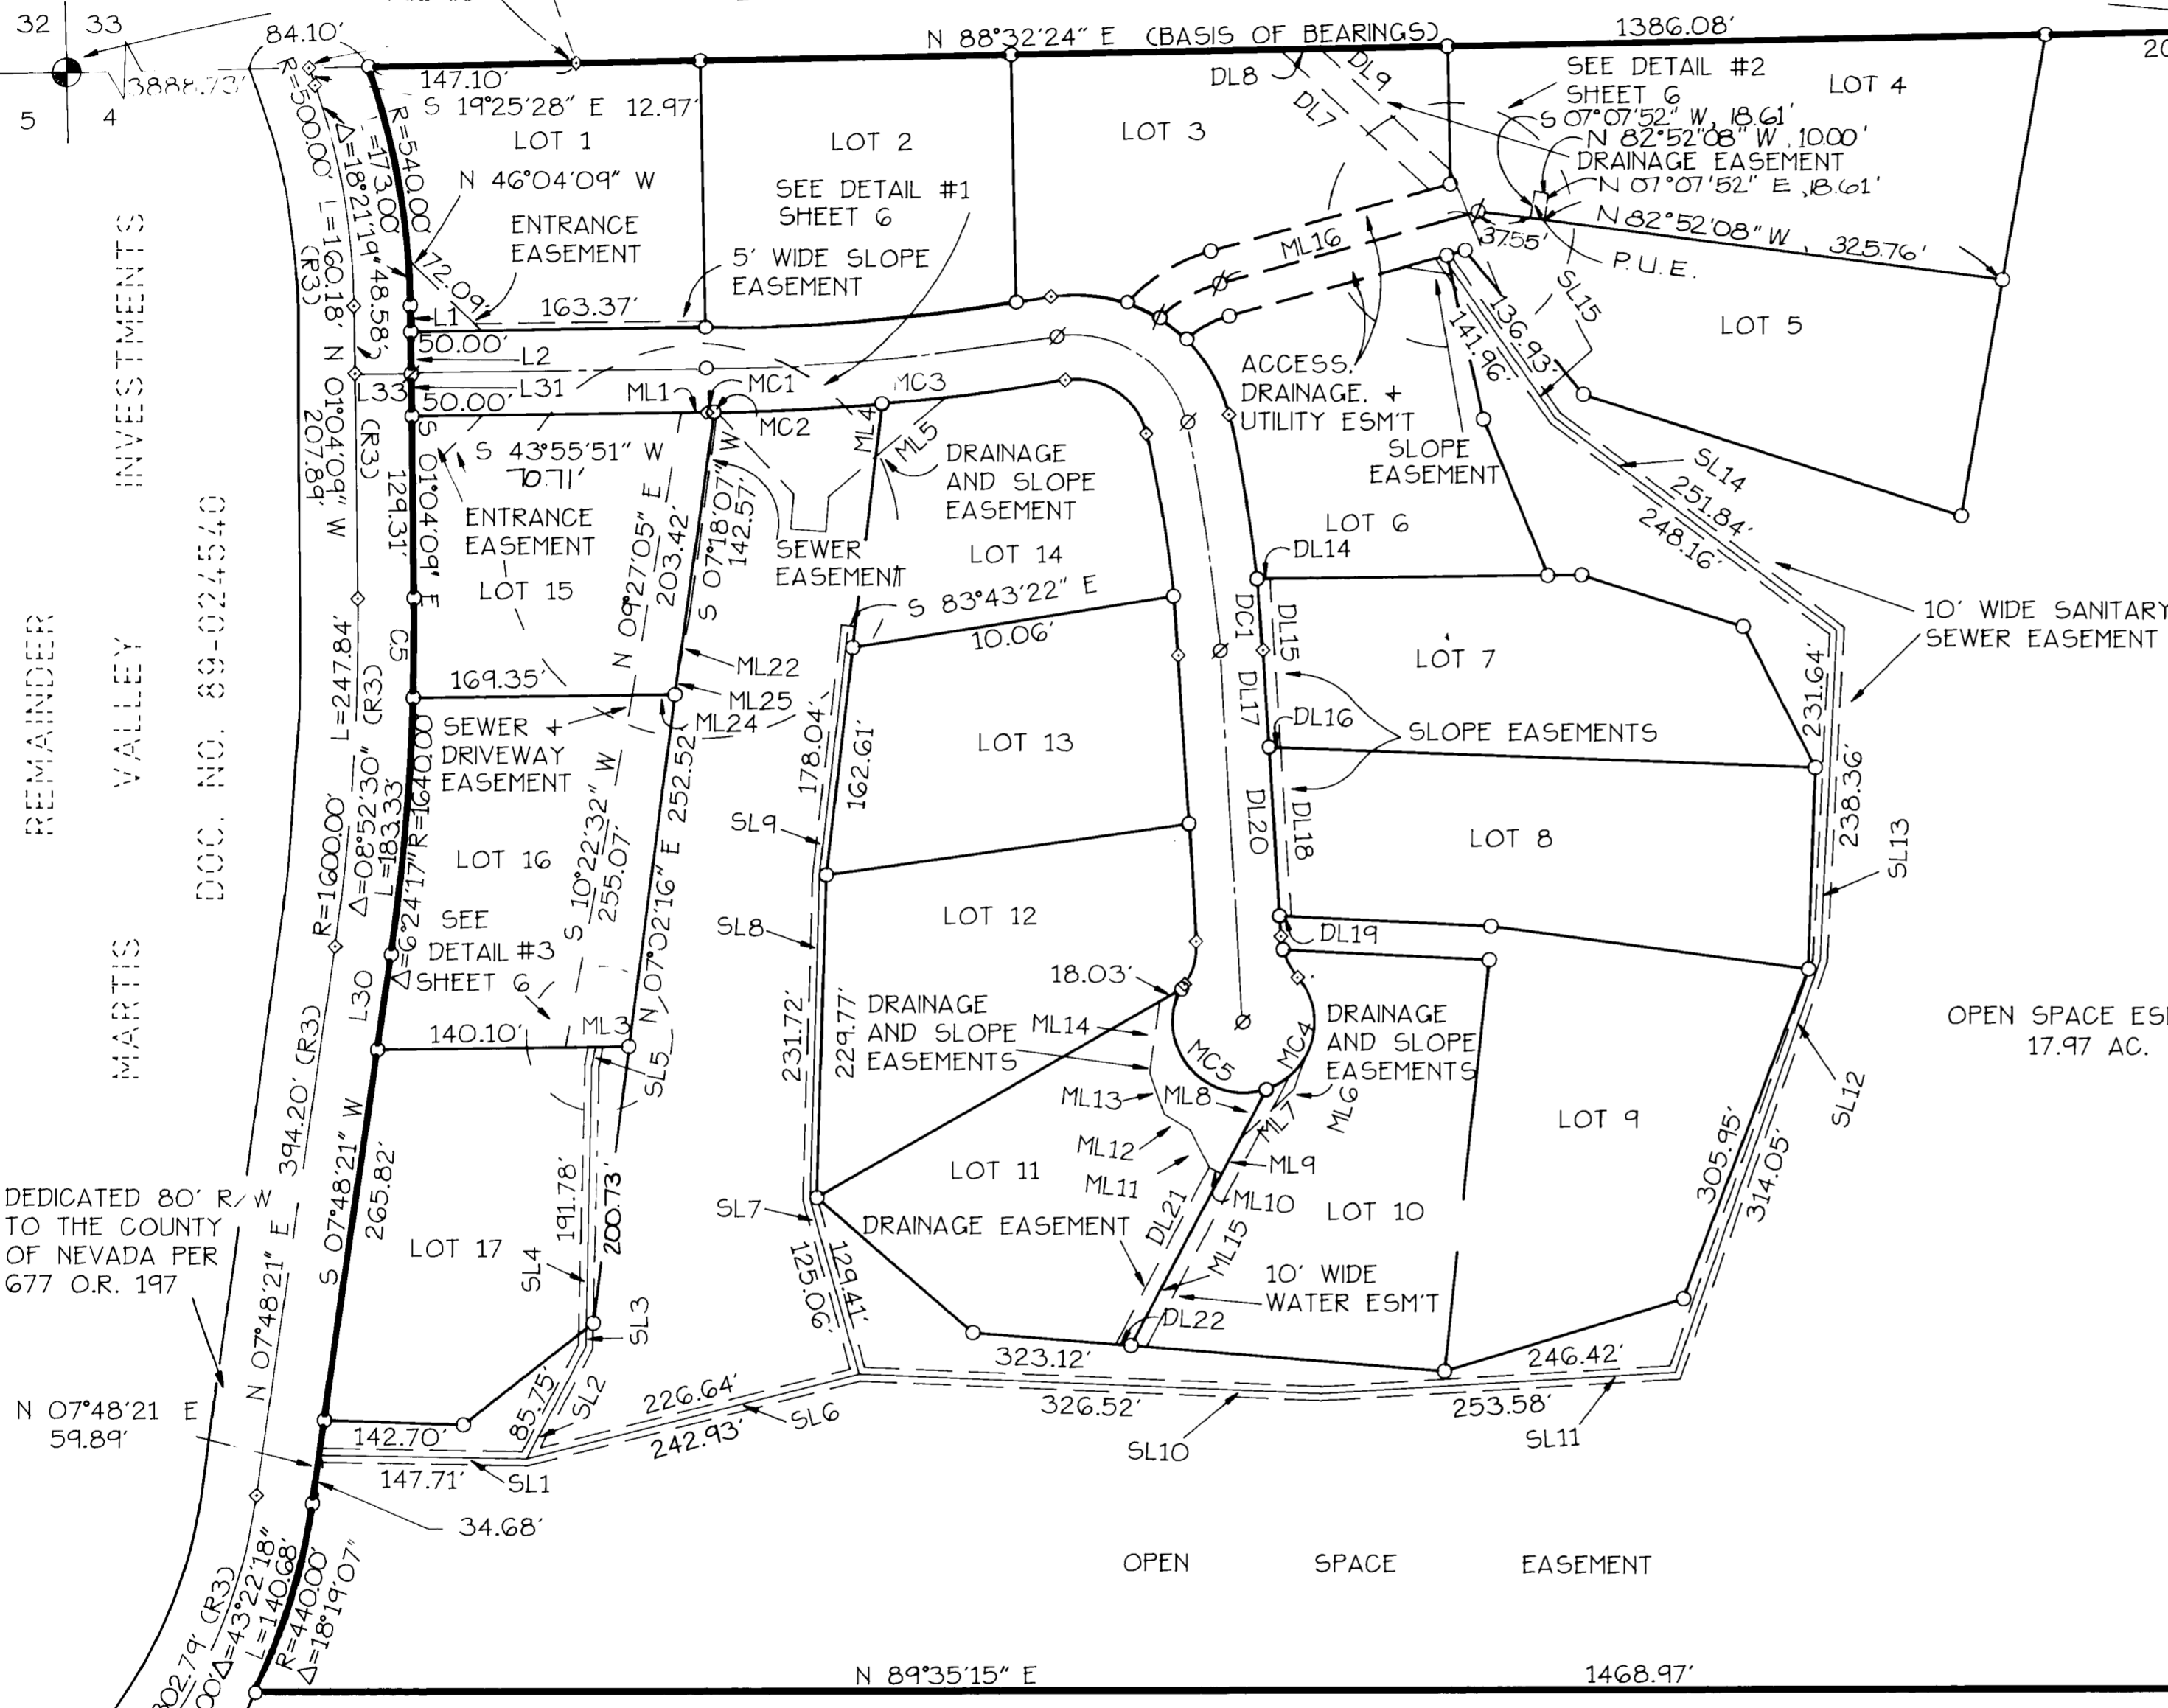 32 33
5 4
84.10'
3888.73'
N 88°32'24" E (BASIS OF BEARINGS)
1386.08'
20
147.10'
S 19°25'28" E 12.97'
LOT 1
LOT 2
LOT 3
LOT 4
DL8
DL9
DL7
SEE DETAIL #2
SHEET 6
S 07°07'52" W, 18.61'
N 82°52'08" W, 10.00'
DRAINAGE EASEMENT
N 07°07'52" E, 18.61'
N 82°52'08" W, 325.76'
37.55'
P.U.E.
R=500.00'
L=160.18'
(R3)
Δ=18°21'19"
R=540.00'
L=173.00'
48.58'
N 46°04'09" W
72.09'
ENTRANCE
EASEMENT
SEE DETAIL #1
SHEET 6
5' WIDE SLOPE
EASEMENT
163.37'
L1
50.00'
L2
L33
L31
50.00'
ML1
MC1
MC2
MC3
ML4
ML5
ML16
ACCESS,
DRAINAGE, +
UTILITY ESM'T
SLOPE
EASEMENT
136.93'
141.96'
SL15
LOT 5
SL14
251.84'
248.16'
INVESTMENTS
VALLEY
MARTIS
REMAINDER
DOC. NO. 89-024540
N 01°04'09" W
207.89'
(R3)
S 01°04'09" E
129.31'
S 43°55'51" W
70.71'
ENTRANCE
EASEMENT
LOT 15
N 09°27'05" E
203.42'
S 07°18'07" W
142.57'
SEWER
EASEMENT
DRAINAGE
AND SLOPE
EASEMENT
LOT 14
S 83°43'22" E
10.06'
LOT 6
DL14
DC1
DL15
DL17
DL16
LOT 7
10' WIDE SANITARY
SEWER EASEMENT
231.64'
238.36'
SLOPE EASEMENTS
C5
L=247.84'
(R3)
169.35'
ML22
ML25
ML24
SEWER +
DRIVEWAY
EASEMENT
LOT 16
R=1600.00'
Δ=08°52'30"
R=1640.00
L=183.33'
Δ=6°24'17"
S 10°22'32" W
255.07'
N 07°02'16" E 252.52'
178.04'
162.61'
LOT 13
SL9
SL8
LOT 12
DL20
DL18
LOT 8
SL13
DL19
SEE
DETAIL #3
SHEET 6
L30
140.10'
ML3
SL5
231.72'
229.77'
18.03'
DRAINAGE
AND SLOPE
EASEMENTS
ML14
MC5
MC4
DRAINAGE
AND SLOPE
EASEMENTS
ML13
ML8
ML7
ML6
ML12
ML11
ML9
ML10
LOT 9
OPEN SPACE ES
17.97 AC.
SL12
305.95'
314.05'
DEDICATED 80' R/W
TO THE COUNTY
OF NEVADA PER
677 O.R. 197
N 07°48'21" E 394.20' (R3)
S 07°48'21" W
265.82'
LOT 17
191.78'
200.73'
SL4
SL3
SL7
LOT 11
DRAINAGE EASEMENT
DL21
ML15
LOT 10
10' WIDE
WATER ESM'T
DL22
129.41'
125.06'
N 07°48'21 E
59.89'
142.70'
85.75'
SL2
226.64'
SL6
242.93'
323.12'
326.52'
246.42'
253.58'
SL10
SL11
147.71'
SL1
34.68'
OPEN SPACE EASEMENT
802.79' (R3)
00'
Δ=43°22'18"
L=140.68'
R=440.00'
Δ=18°19'07"
N 89°35'15" E
1468.97'